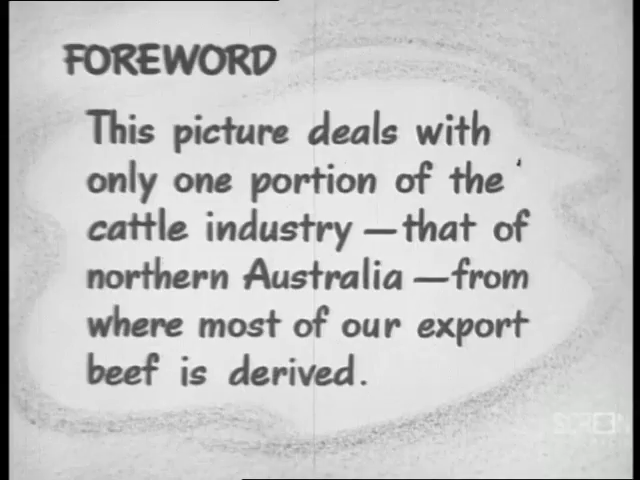 FOREWORD
This picture deals with
only one portion of the
cattle industry — that of
northern Australia — from
where most of our export
beef is derived.
SCREEN